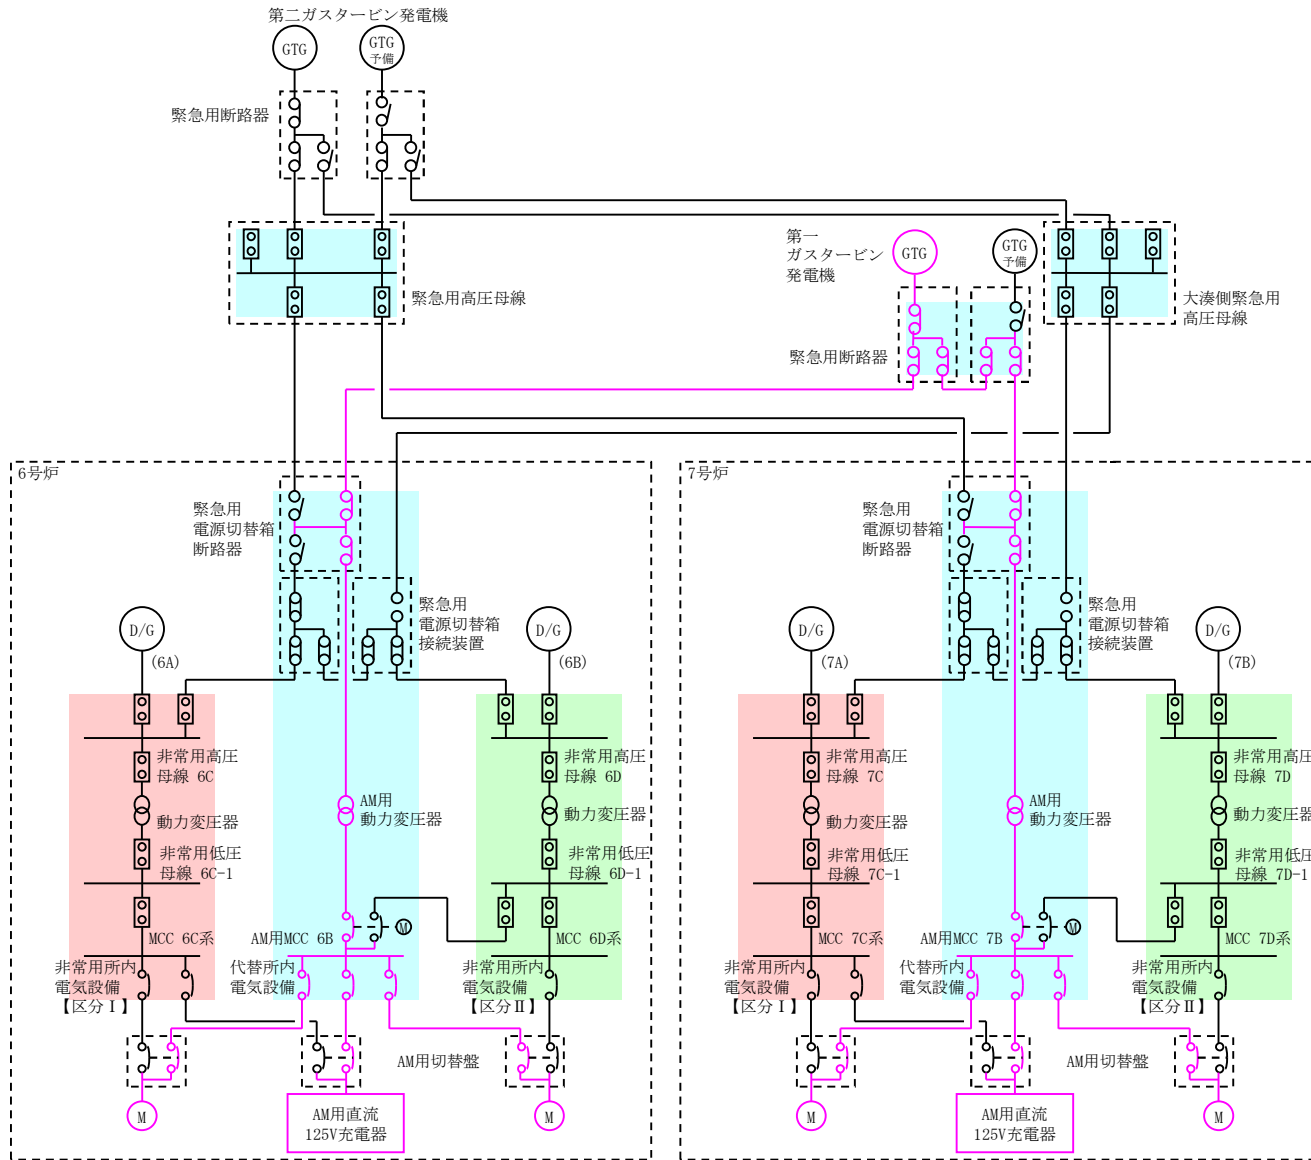 第二ガスタービン発電機
GTG
GTG
予備
緊急用断路器
緊急用高圧母線
第一
ガスタービン
発電機
GTG
GTG
予備
緊急用断路器
大湊側緊急用
高圧母線
6号炉
緊急用
電源切替箱
断路器
緊急用
電源切替箱
接続装置
D/G
(6A)
D/G
(6B)
非常用高圧
母線 6C
動力変圧器
非常用低圧
母線 6C-1
MCC 6C系
非常用所内
電気設備
【区分Ⅰ】
AM用
動力変圧器
AM用MCC 6B
M
代替所内
電気設備
非常用高圧
母線 6D
動力変圧器
非常用低圧
母線 6D-1
MCC 6D系
非常用所内
電気設備
【区分Ⅱ】
AM用切替盤
M
AM用直流
125V充電器
M
7号炉
緊急用
電源切替箱
断路器
緊急用
電源切替箱
接続装置
D/G
(7A)
D/G
(7B)
非常用高圧
母線 7C
動力変圧器
非常用低圧
母線 7C-1
MCC 7C系
非常用所内
電気設備
【区分Ⅰ】
AM用
動力変圧器
AM用MCC 7B
M
代替所内
電気設備
非常用高圧
母線 7D
動力変圧器
非常用低圧
母線 7D-1
MCC 7D系
非常用所内
電気設備
【区分Ⅱ】
AM用切替盤
M
AM用直流
125V充電器
M